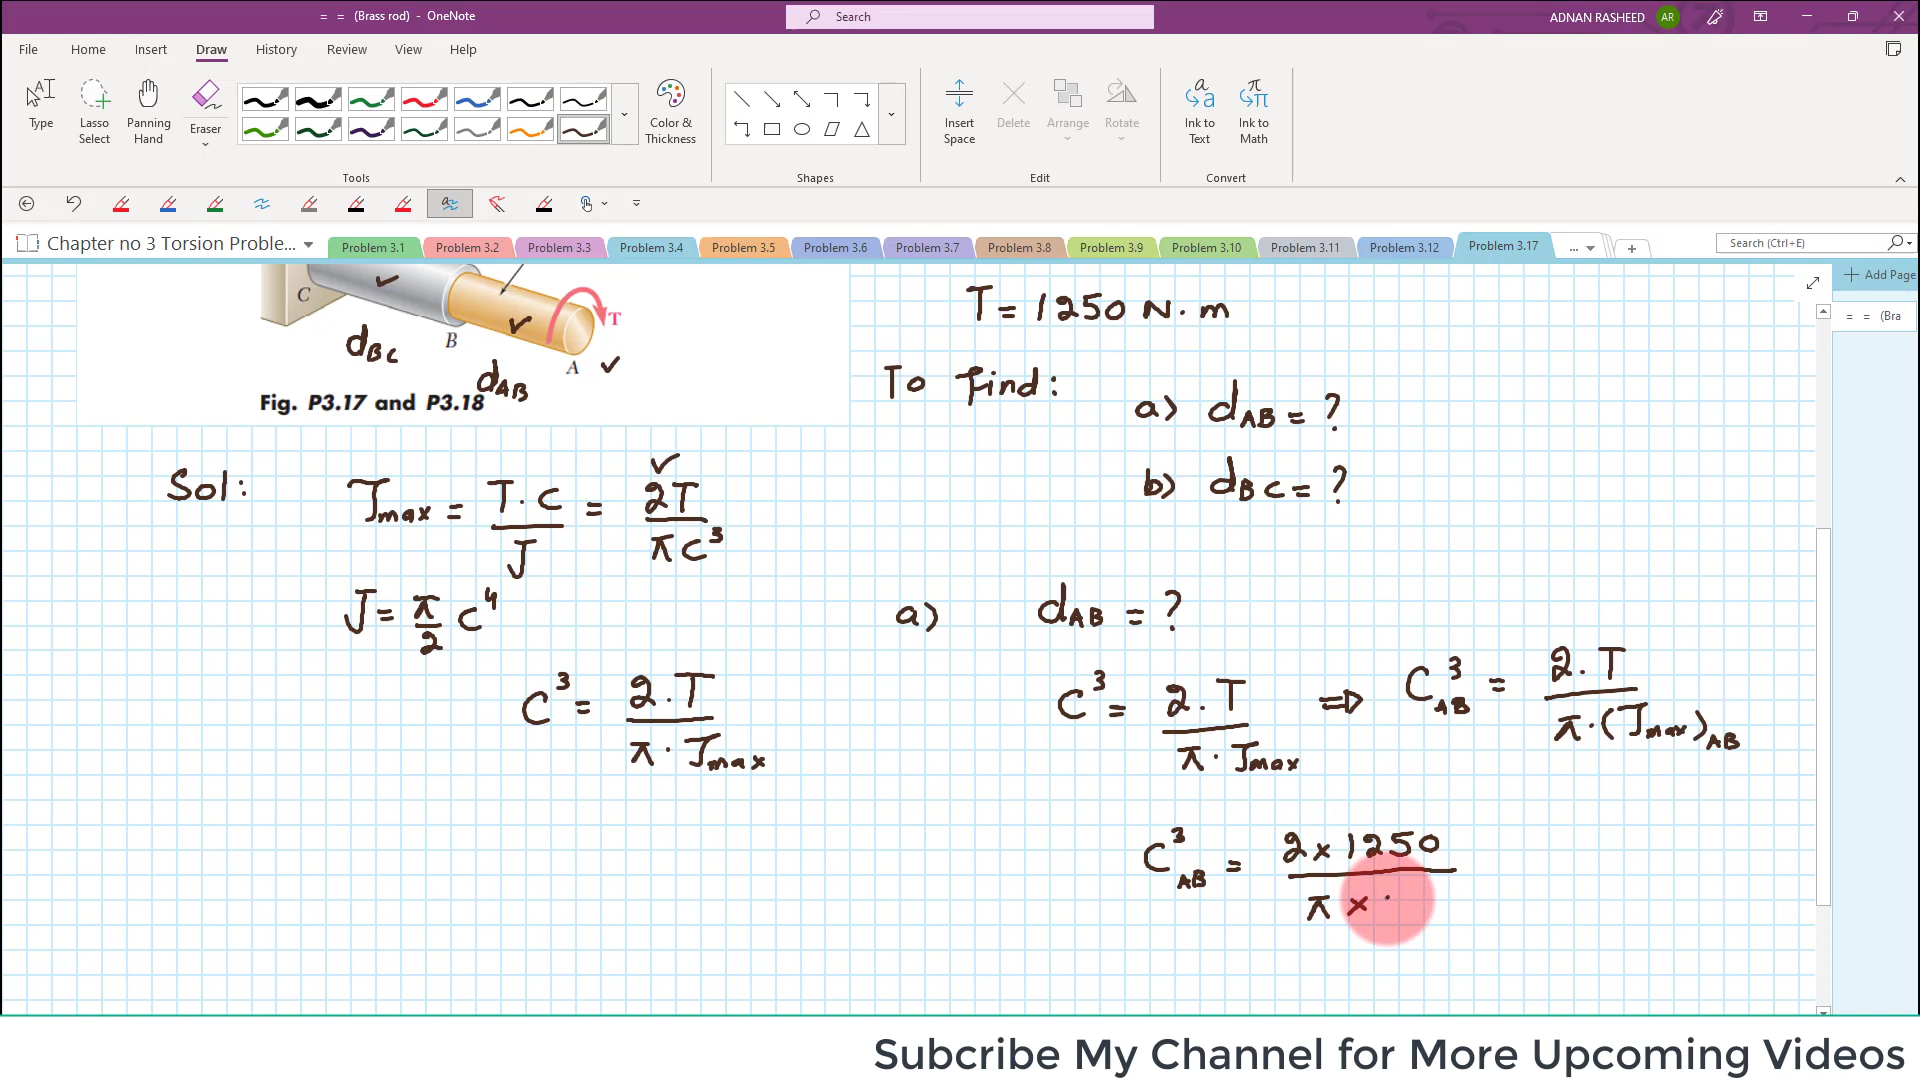 = = (Brass rod) - OneNote
Search
ADNAN RASHEED
AR
File Home Insert Draw History Review View Help
Type
Lasso Select
Panning Hand
Eraser
Color & Thickness
Insert Space
Delete
Arrange
Rotate
Ink to Text
Ink to Math
Tools
Shapes
Edit
Convert
Chapter no 3 Torsion Proble...
Problem 3.1 Problem 3.2 Problem 3.3 Problem 3.4 Problem 3.5 Problem 3.6 Problem 3.7 Problem 3.8 Problem 3.9 Problem 3.10 Problem 3.11 Problem 3.12 Problem 3.17 ...
Search (Ctrl+E)
Add Page
= = (Bra
C
B
A
T
dBC
dAB
Fig. P3.17 and P3.18
T = 1250 N·m
To Find:
a) dAB = ?
b) dBC = ?
Sol: τmax = T·C / J = 2T / πC³
J = π/2 C⁴
C³ = 2·T / π·τmax
a) dAB = ?
C³ = 2·T / π·τmax ⇒ C³AB = 2·T / π·(τmax)AB
C³AB = 2×1250 / π ×
Subcribe My Channel for More Upcoming Videos